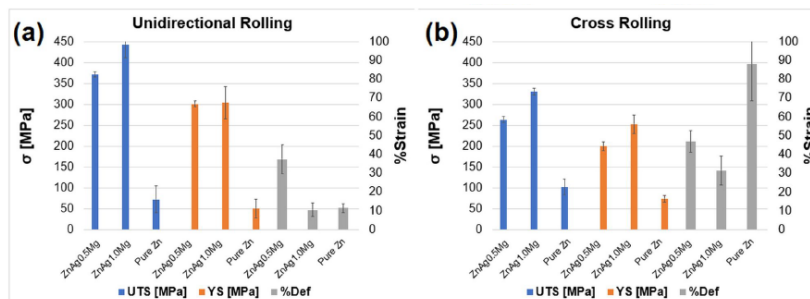 (a)
Unidirectional Rolling
σ [MPa]
450
400
350
300
250
200
150
100
50
0
100
90
80
70
60
50
40
30
20
10
0
%Strain
ZnAg0.5Mg
ZnAg1.0Mg
Pure Zn
ZnAg0.5Mg
ZnAg1.0Mg
Pure Zn
ZnAg0.5Mg
ZnAg1.0Mg
Pure Zn
UTS [MPa] YS [MPa] %Def
(b)
Cross Rolling
σ [MPa]
450
400
350
300
250
200
150
100
50
0
100
90
80
70
60
50
40
30
20
10
0
%Strain
ZnAg0.5Mg
ZnAg1.0Mg
Pure Zn
ZnAg0.5Mg
ZnAg1.0Mg
Pure Zn
ZnAg0.5Mg
ZnAg1.0Mg
Pure Zn
UTS [MPa] YS [MPa] %Def